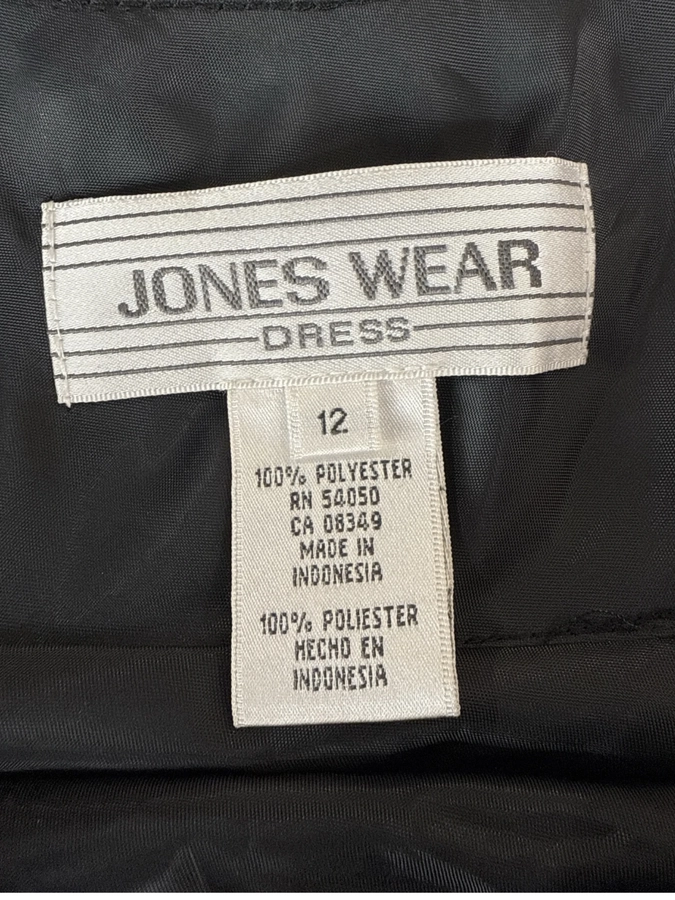 JONES WEAR
DRESS
12
100% POLYESTER
RN 54050
CA 08349
MADE IN
INDONESIA
100% POLIESTER
HECHO EN
INDONESIA